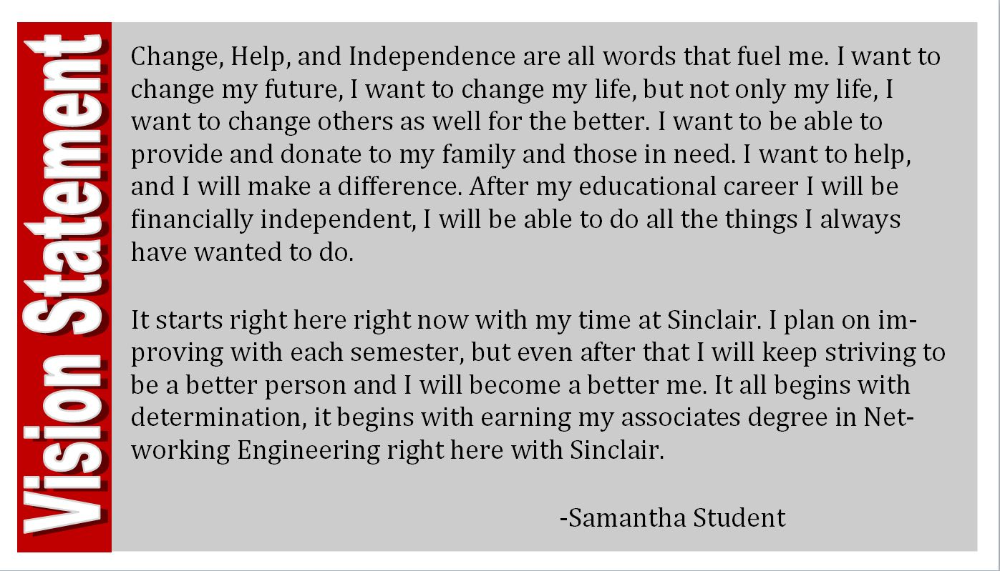 Vision Statement
Change, Help, and Independence are all words that fuel me. I want to
change my future, I want to change my life, but not only my life, I
want to change others as well for the better. I want to be able to
provide and donate to my family and those in need. I want to help,
and I will make a difference. After my educational career I will be
financially independent, I will be able to do all the things I always
have wanted to do.
It starts right here right now with my time at Sinclair. I plan on im-
proving with each semester, but even after that I will keep striving to
be a better person and I will become a better me. It all begins with
determination, it begins with earning my associates degree in Net-
working Engineering right here with Sinclair.
-Samantha Student